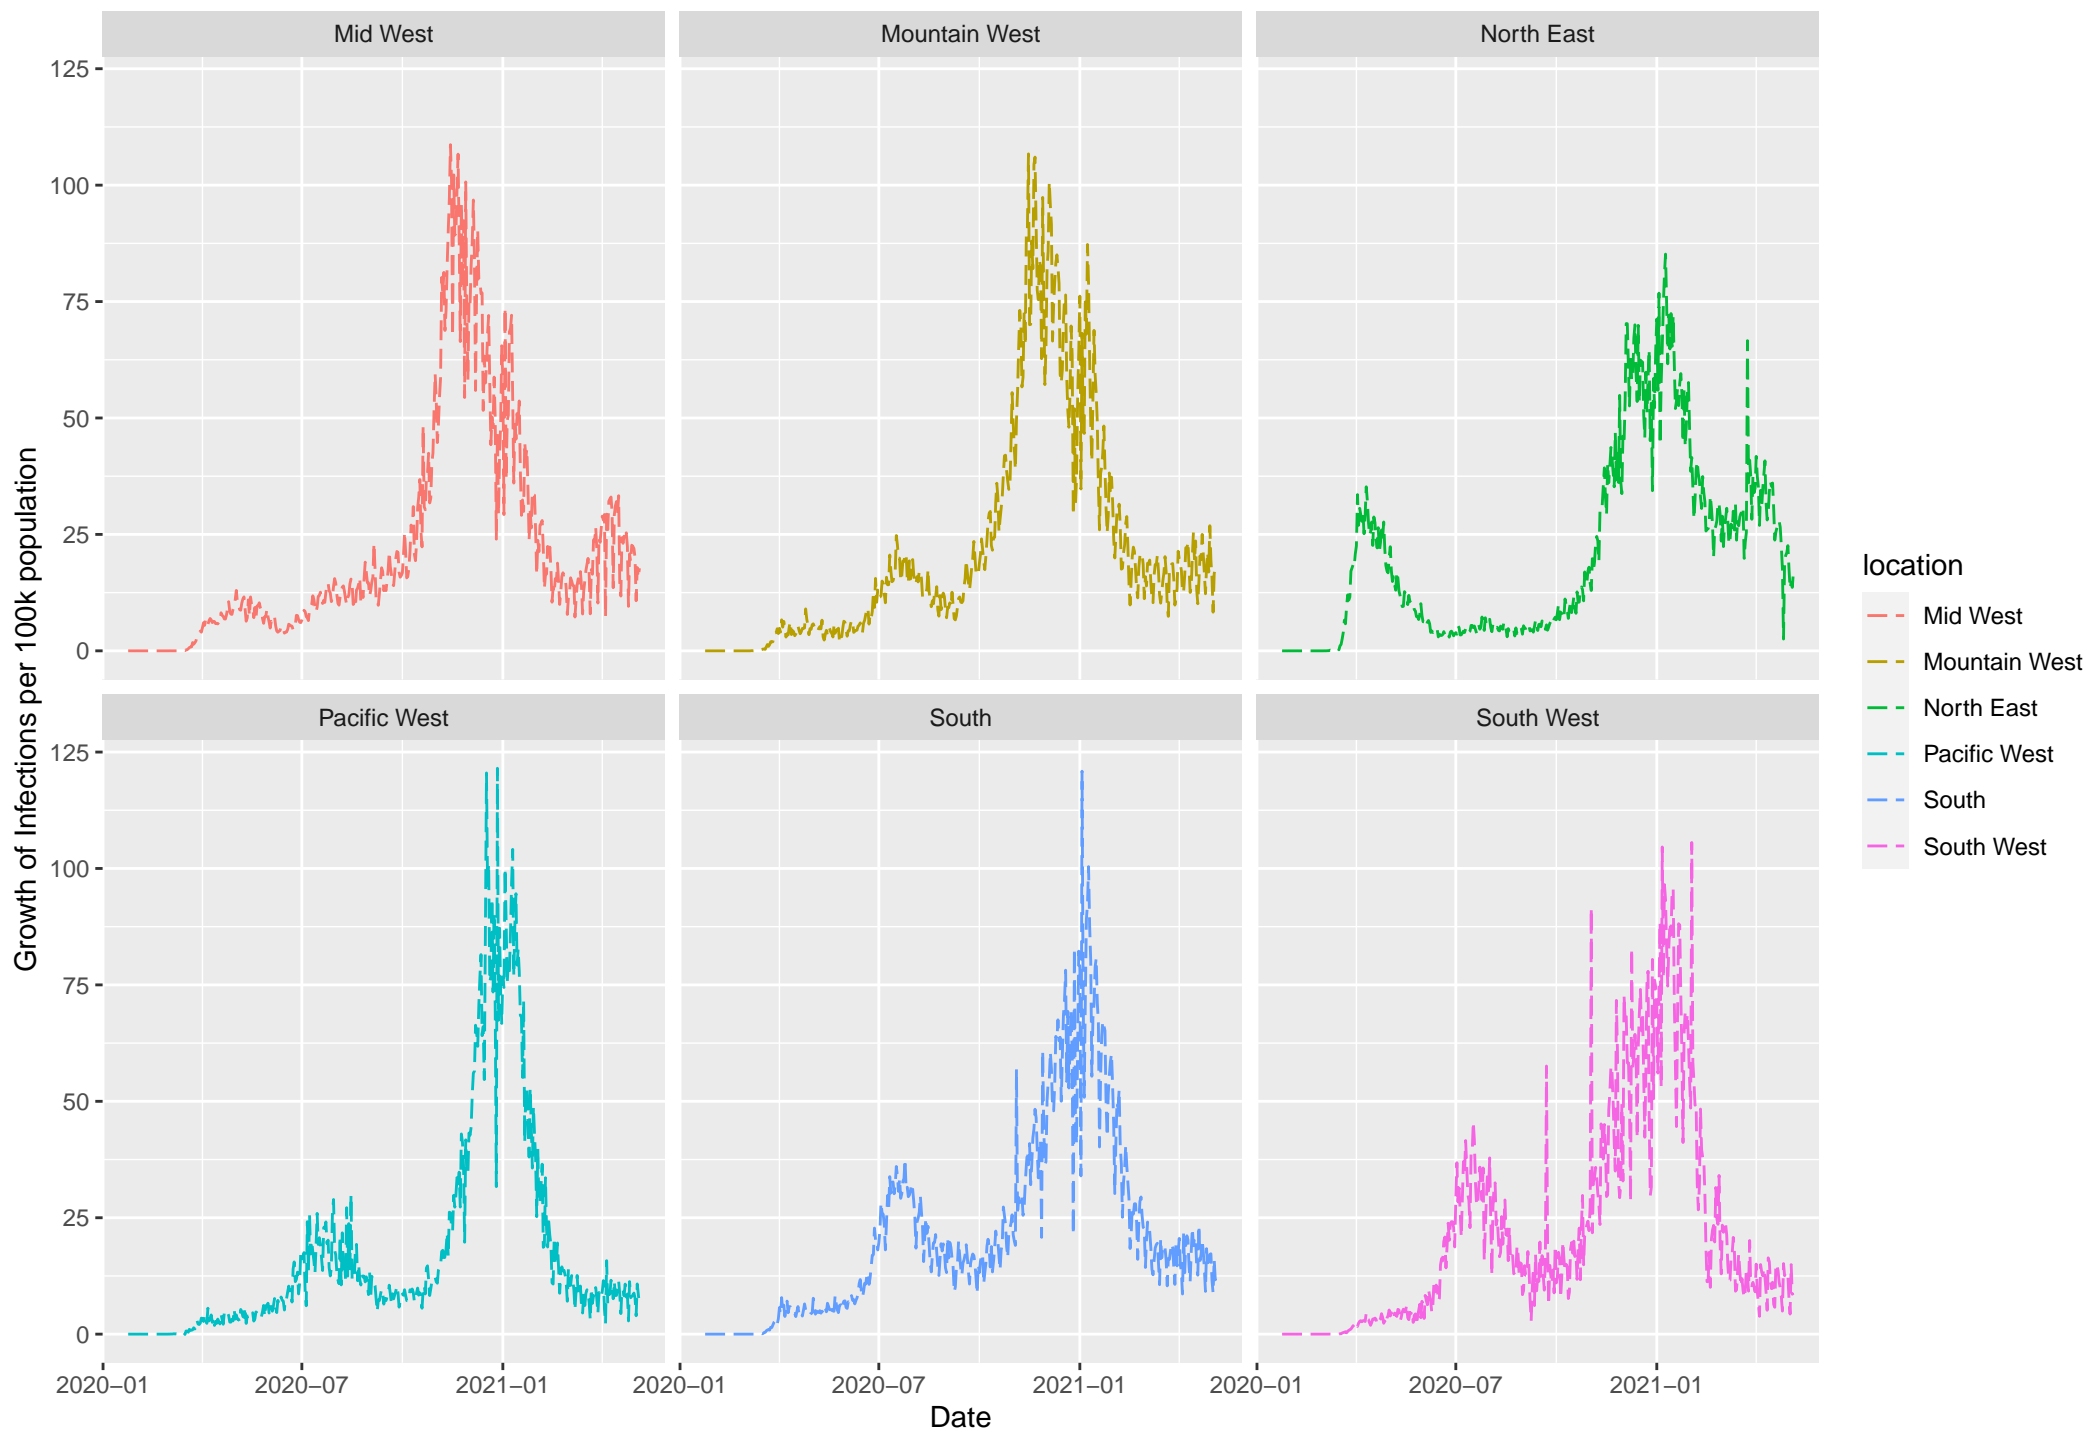 Mid West
Mountain West
North East
125
100
75
50
25
0
Pacific West
South
South West
125
100
75
50
25
0
2020–01
2020–07
2021–01
2020–01
2020–07
2021–01
2020–01
2020–07
2021–01
Date
Growth of Infections per 100k population
location
Mid West
Mountain West
North East
Pacific West
South
South West